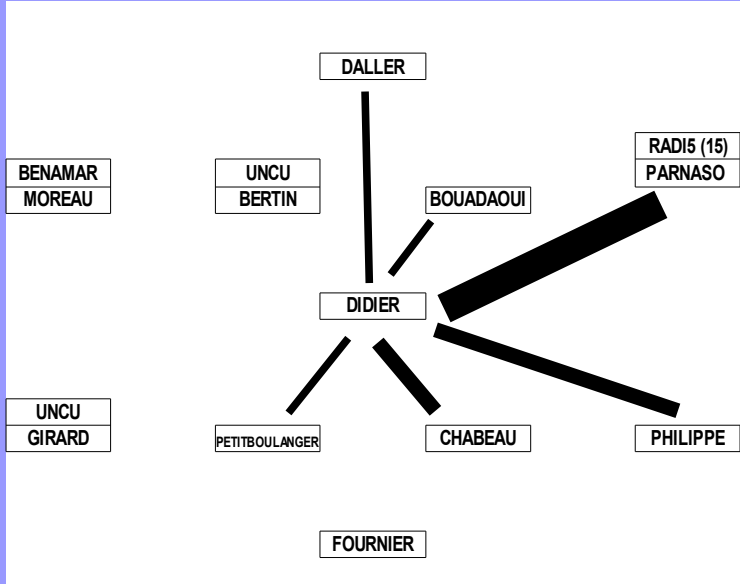 DALLER
RADI5 (15)
PARNASO
BENAMAR
MOREAU
UNCU
BERTIN
BOUADAOUI
DIDIER
UNCU
GIRARD
PETITBOULANGER
CHABEAU
PHILIPPE
FOURNIER